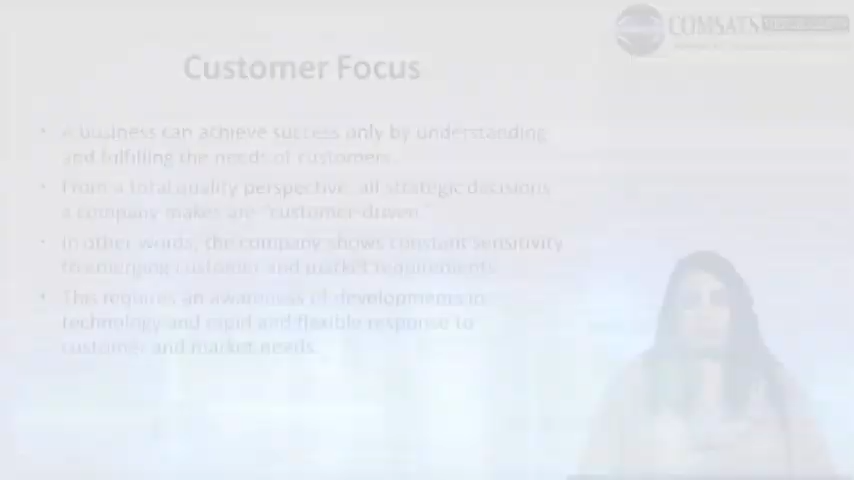 COMSATS
Customer Focus
• A business can achieve success only by understanding
and fulfilling the needs of customers.
• From a total quality perspective, all strategic decisions
a company makes are "customer-driven."
• In other words, the company shows constant sensitivity
to emerging customer and market requirements.
• This requires an awareness of developments in
technology and rapid and flexible response to
customer and market needs.